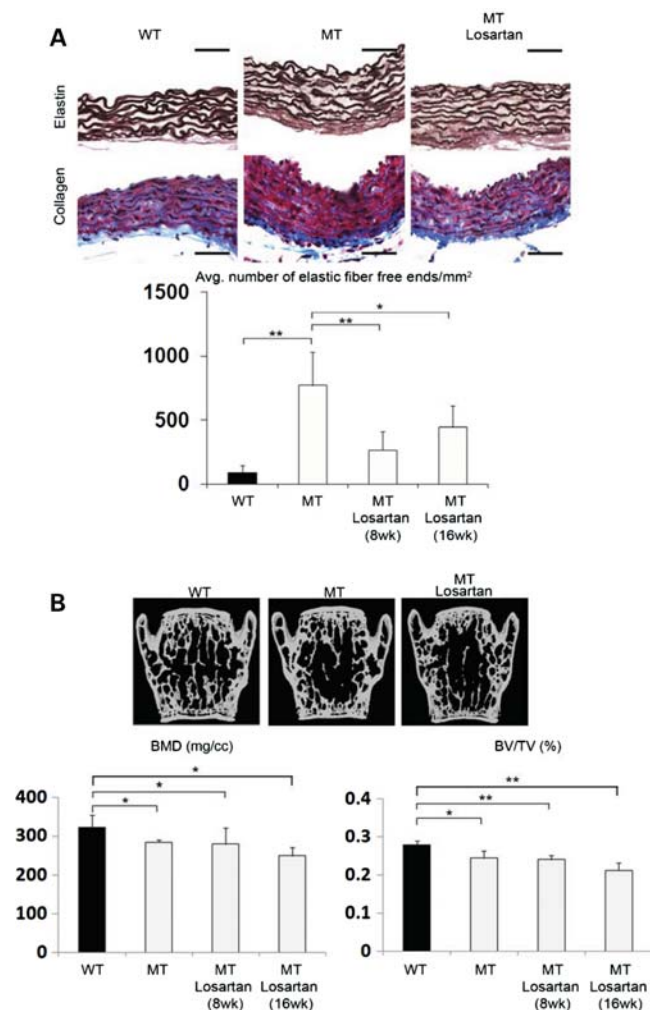 A
WT
MT
MT
Losartan
Elastin
Collagen
Avg. number of elastic fiber free ends/mm²
1500
1000
500
0
**
**
*
WT
MT
MT
Losartan
(8wk)
MT
Losartan
(16wk)
B
WT
MT
MT
Losartan
BMD (mg/cc)
400
300
200
100
0
*
*
*
WT
MT
MT
Losartan
(8wk)
MT
Losartan
(16wk)
BV/TV (%)
0.4
0.3
0.2
0.1
0
**
**
*
WT
MT
MT
Losartan
(8wk)
MT
Losartan
(16wk)